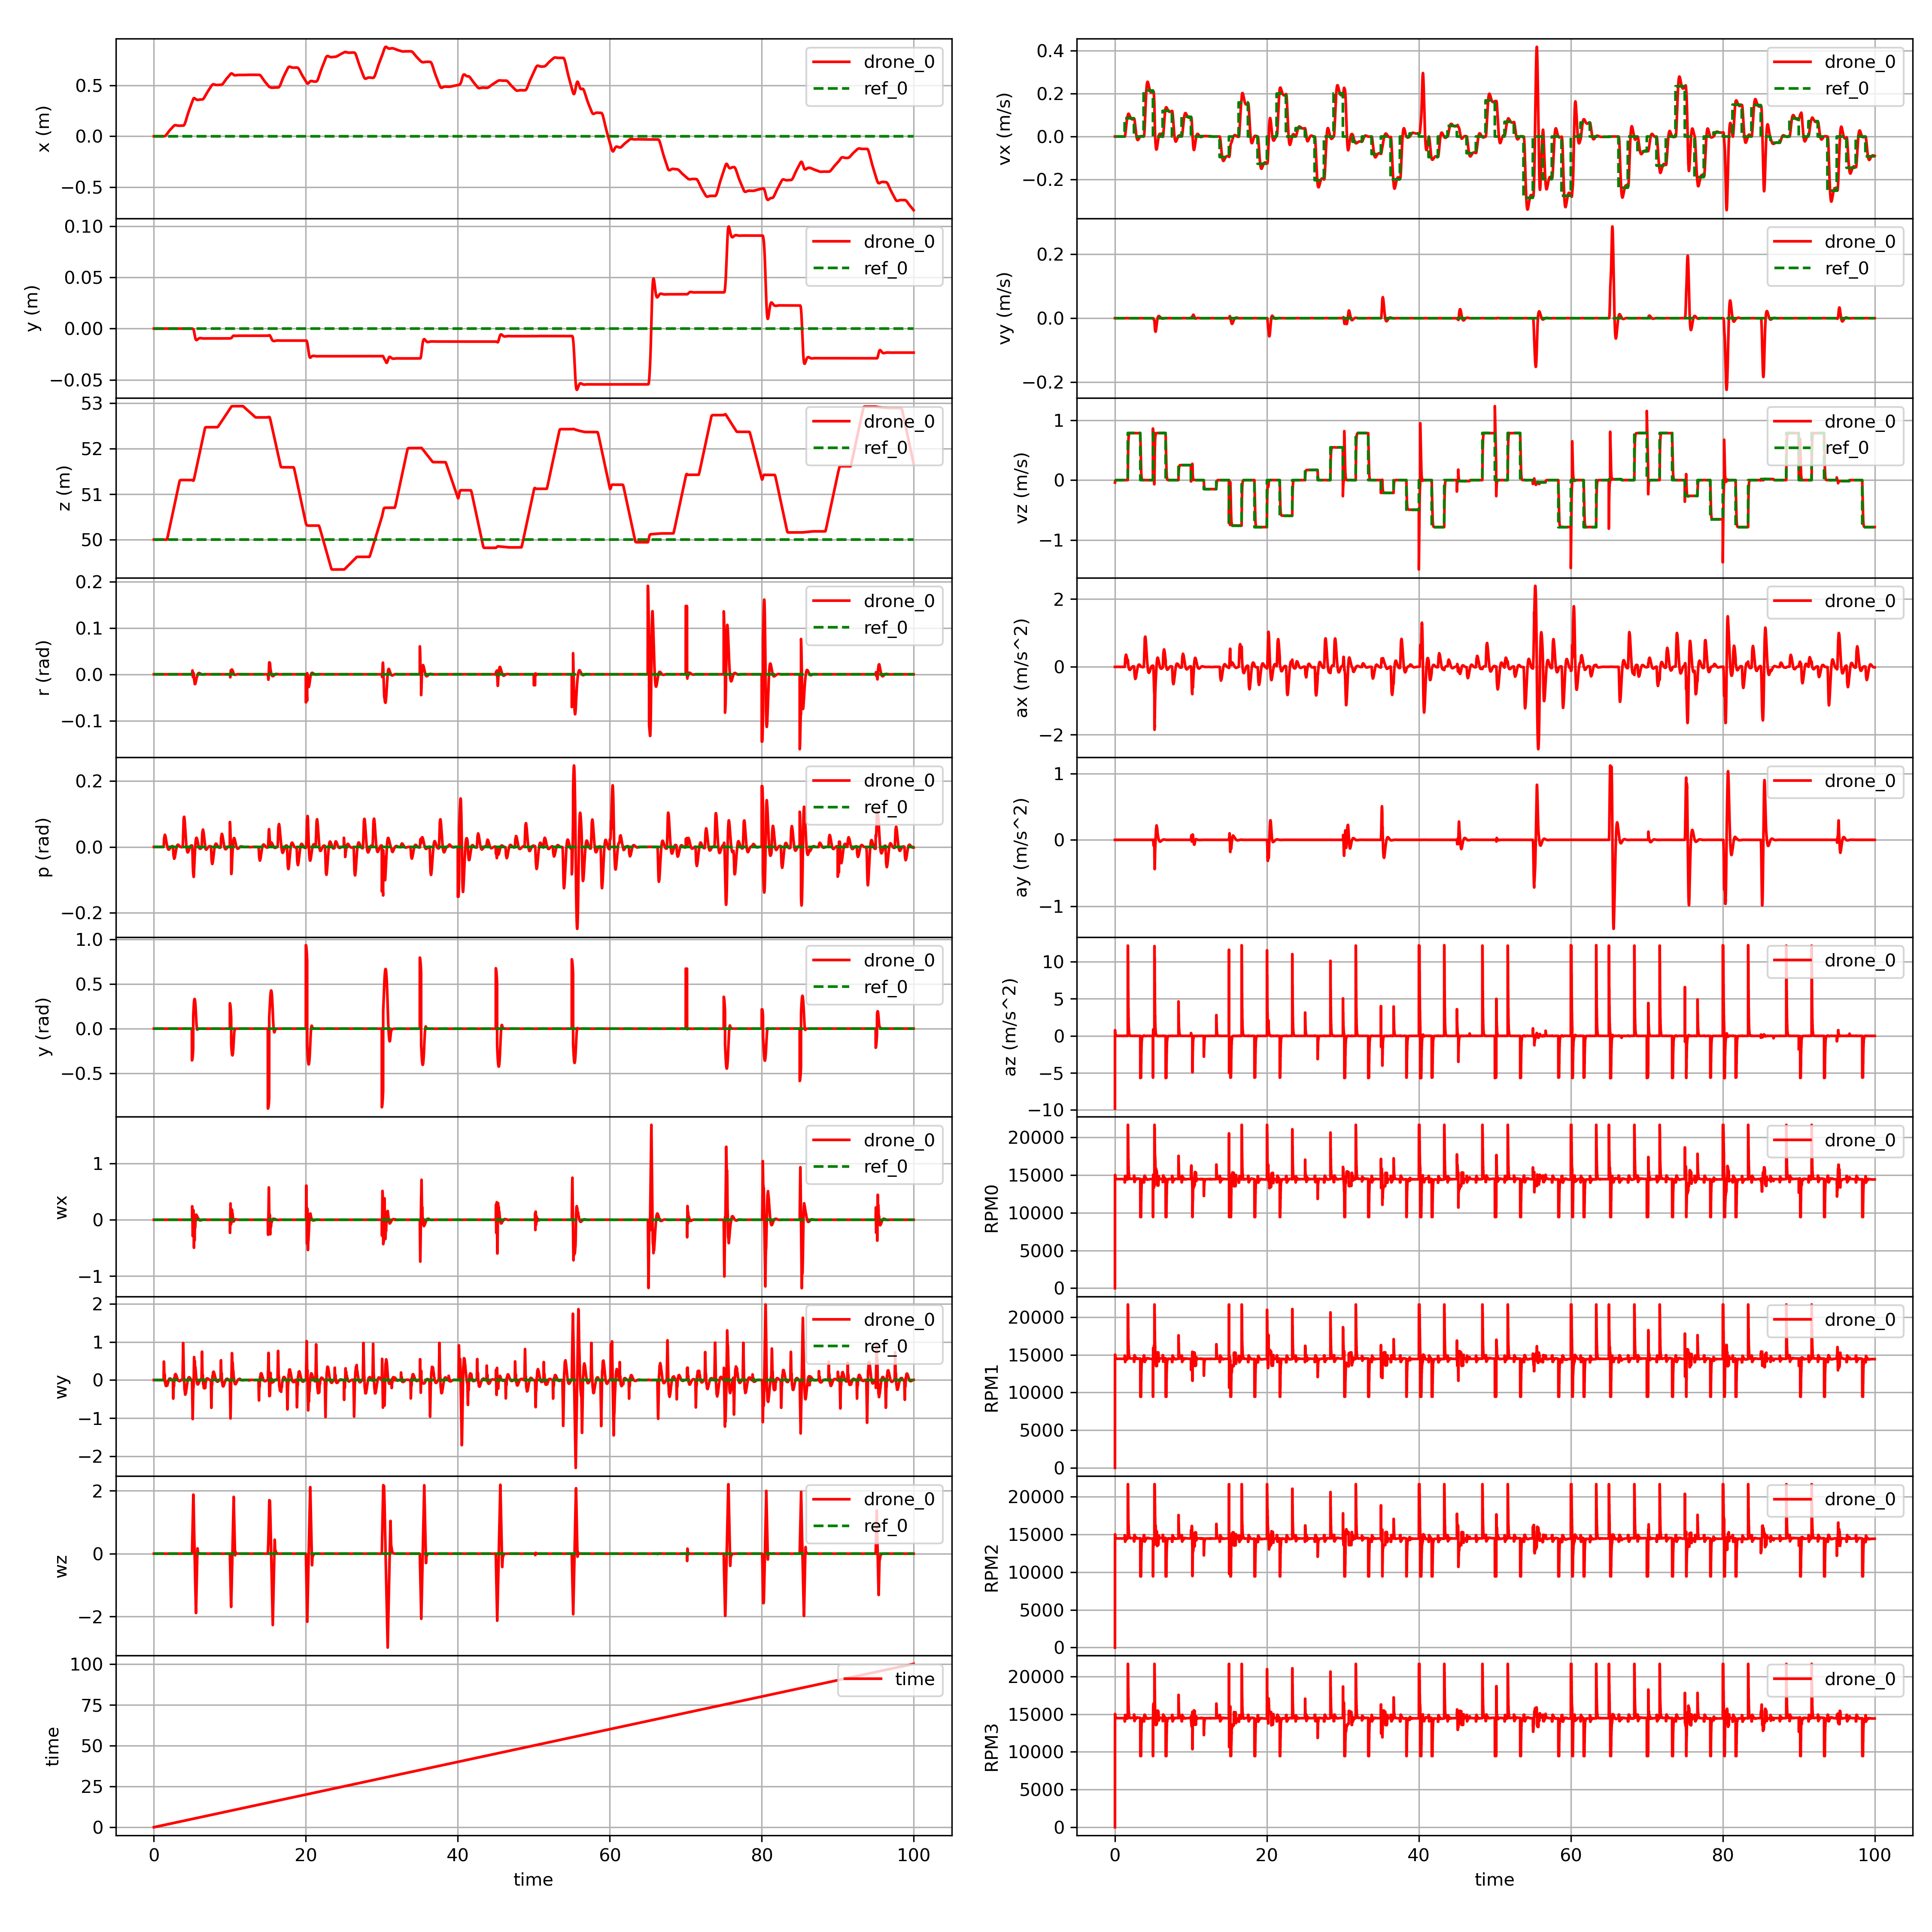 0.5
0.0
−0.5
x (m)
drone_0
ref_0
0.10
0.05
0.00
−0.05
y (m)
drone_0
ref_0
53
52
51
50
z (m)
drone_0
ref_0
0.2
0.1
0.0
−0.1
r (rad)
drone_0
ref_0
0.2
0.0
−0.2
p (rad)
drone_0
ref_0
1.0
0.5
0.0
−0.5
y (rad)
drone_0
ref_0
1
0
−1
wx
drone_0
ref_0
2
1
0
−1
−2
wy
drone_0
ref_0
2
0
−2
wz
drone_0
ref_0
100
75
50
25
0
time
time
0 20 40 60 80 100
time
0.4
0.2
0.0
−0.2
vx (m/s)
drone_0
ref_0
0.2
0.0
−0.2
vy (m/s)
drone_0
ref_0
1
0
−1
vz (m/s)
drone_0
ref_0
2
0
−2
ax (m/s^2)
drone_0
1
0
−1
ay (m/s^2)
drone_0
10
5
0
−5
−10
az (m/s^2)
drone_0
20000
15000
10000
5000
0
RPM0
drone_0
20000
15000
10000
5000
0
RPM1
drone_0
20000
15000
10000
5000
0
RPM2
drone_0
20000
15000
10000
5000
0
RPM3
drone_0
0 20 40 60 80 100
time